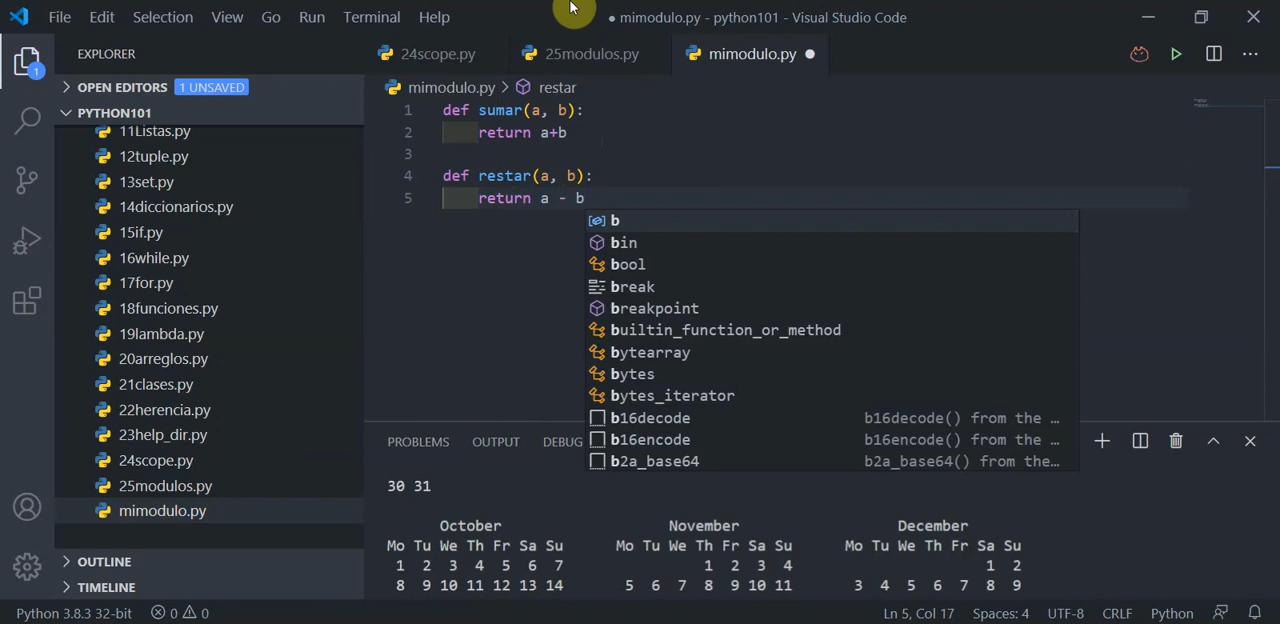 File Edit Selection View Go Run Terminal Help ● mimodulo.py - python101 - Visual Studio Code
EXPLORER
24scope.py 25modulos.py mimodulo.py
1
OPEN EDITORS 1 UNSAVED
PYTHON101
11Listas.py
12tuple.py
13set.py
14diccionarios.py
15if.py
16while.py
17for.py
18funciones.py
19lambda.py
20arreglos.py
21clases.py
22herencia.py
23help_dir.py
24scope.py
25modulos.py
mimodulo.py
OUTLINE
TIMELINE
mimodulo.py > restar
1 def sumar(a, b):
2 return a+b
3
4 def restar(a, b):
5 return a - b
b
bin
bool
break
breakpoint
builtin_function_or_method
bytearray
bytes
bytes_iterator
b16decode b16decode() from the …
b16encode b16encode() from the …
b2a_base64 b2a_base64() from the…
PROBLEMS OUTPUT DEBUG
30 31
October November December
Mo Tu We Th Fr Sa Su Mo Tu We Th Fr Sa Su Mo Tu We Th Fr Sa Su
1 2 3 4 5 6 7 1 2 3 4 1 2
8 9 10 11 12 13 14 5 6 7 8 9 10 11 3 4 5 6 7 8 9
Python 3.8.3 32-bit 0 0 Ln 5, Col 17 Spaces: 4 UTF-8 CRLF Python